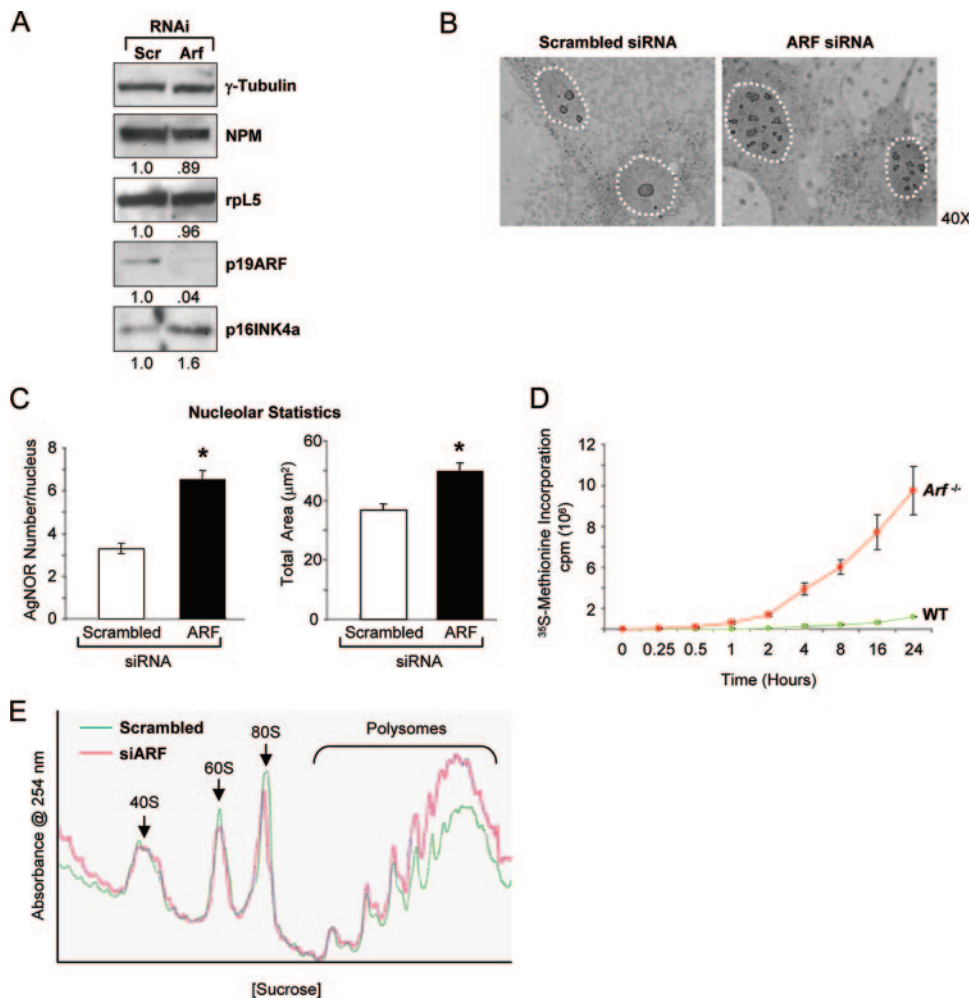 A
RNAi
Scr Arf
γ-Tubulin
NPM
1.0 .89
rpL5
1.0 .96
p19ARF
1.0 .04
p16INK4a
1.0 1.6
B
Scrambled siRNA ARF siRNA
40X
C
Nucleolar Statistics
AgNOR Number/nucleus
8
6
4
2
0
*
Scrambled ARF
siRNA
Total Area (μm²)
60
40
20
0
*
Scrambled ARF
siRNA
D
³⁵S-Methionine Incorporation
cpm (10⁶)
12
10
8
6
4
2
Arf -/-
WT
0 0.25 0.5 1 2 4 8 16 24
Time (Hours)
E
Scrambled
siARF
40S
60S
80S
Polysomes
Absorbance @ 254 nm
[Sucrose]